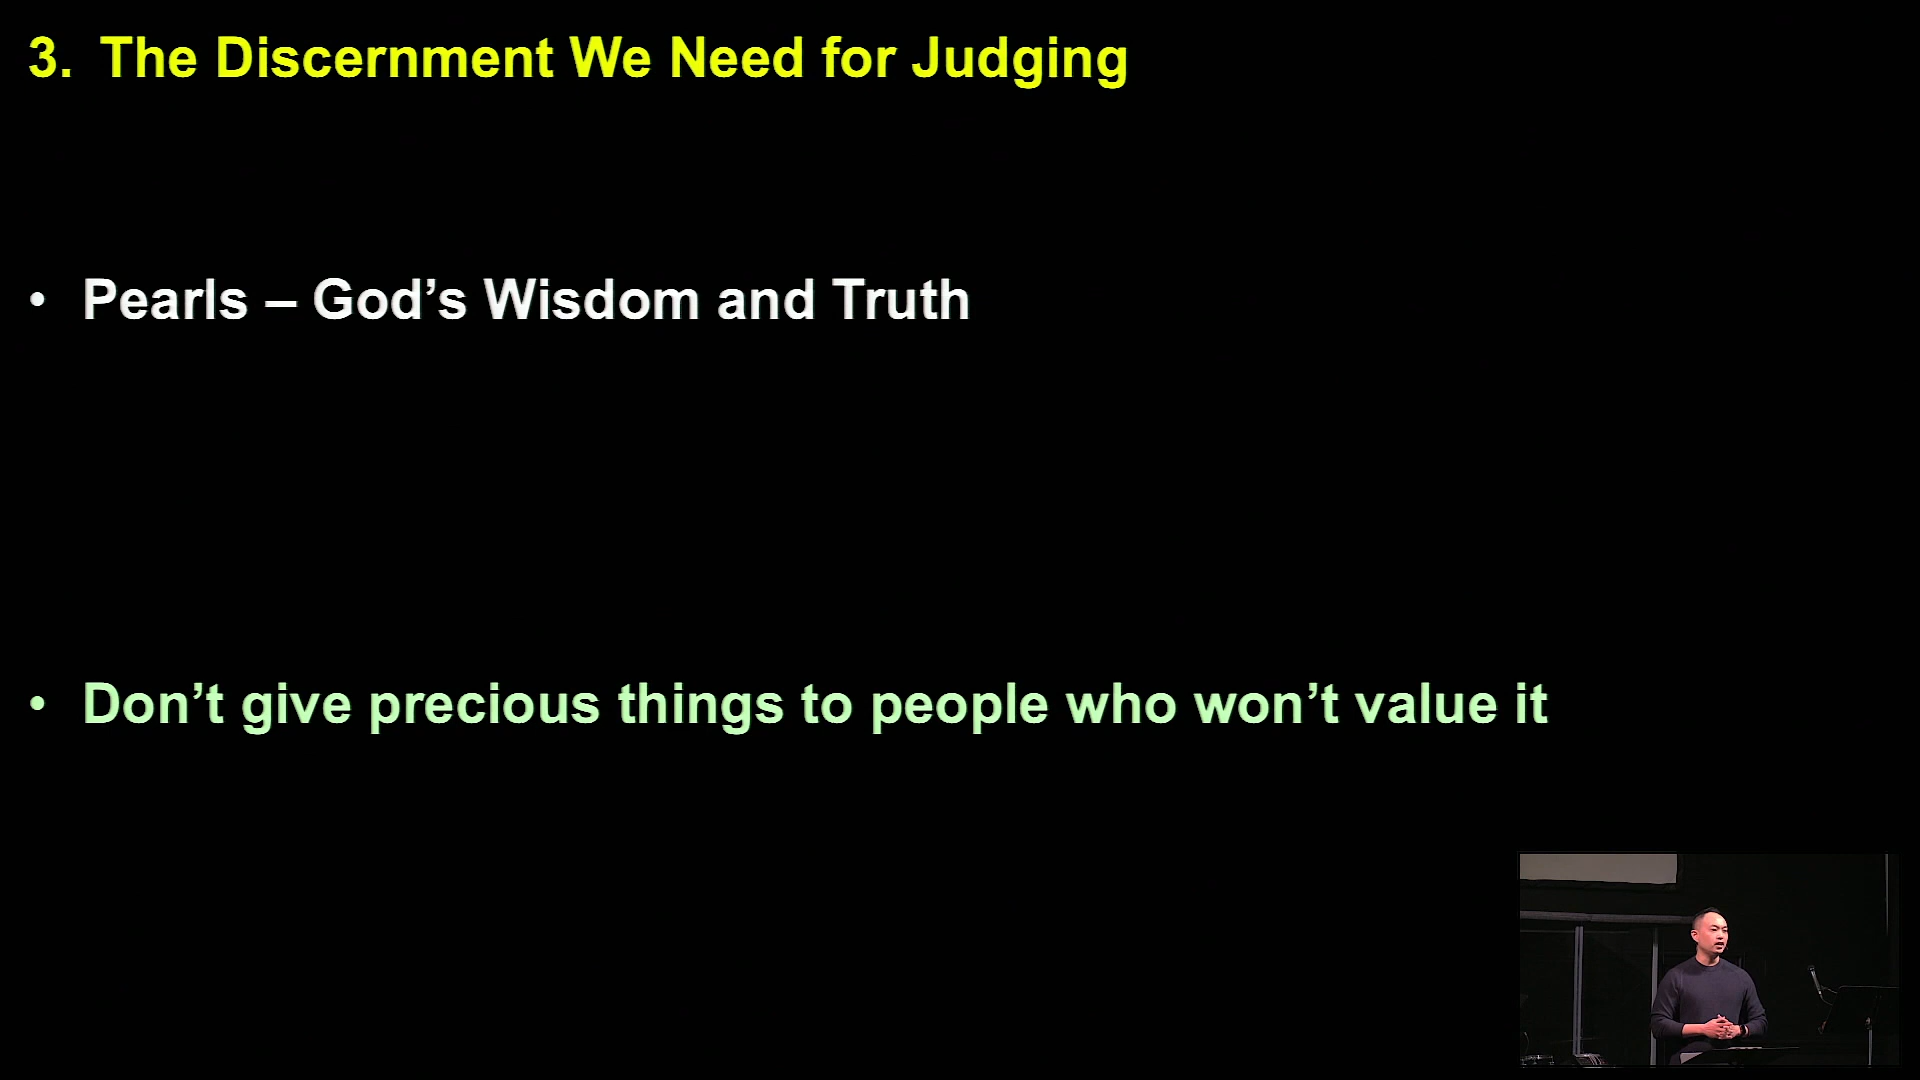 3. The Discernment We Need for Judging
• Pearls – God’s Wisdom and Truth
• Don’t give precious things to people who won’t value it